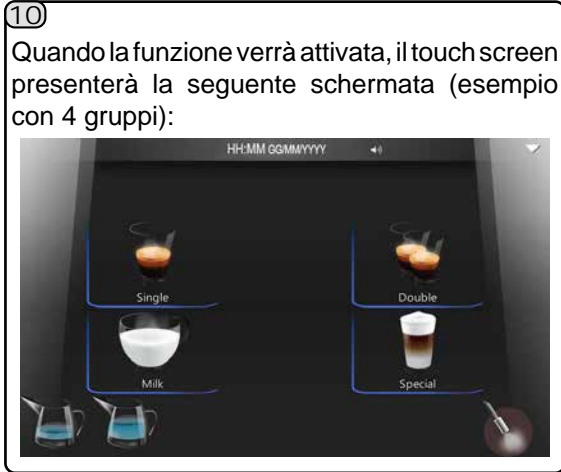 10
Quando la funzione verrà attivata, il touch screen
presenterà la seguente schermata (esempio
con 4 gruppi):
HH:MM GG/MM/YYYY
Single
Double
Milk
Special